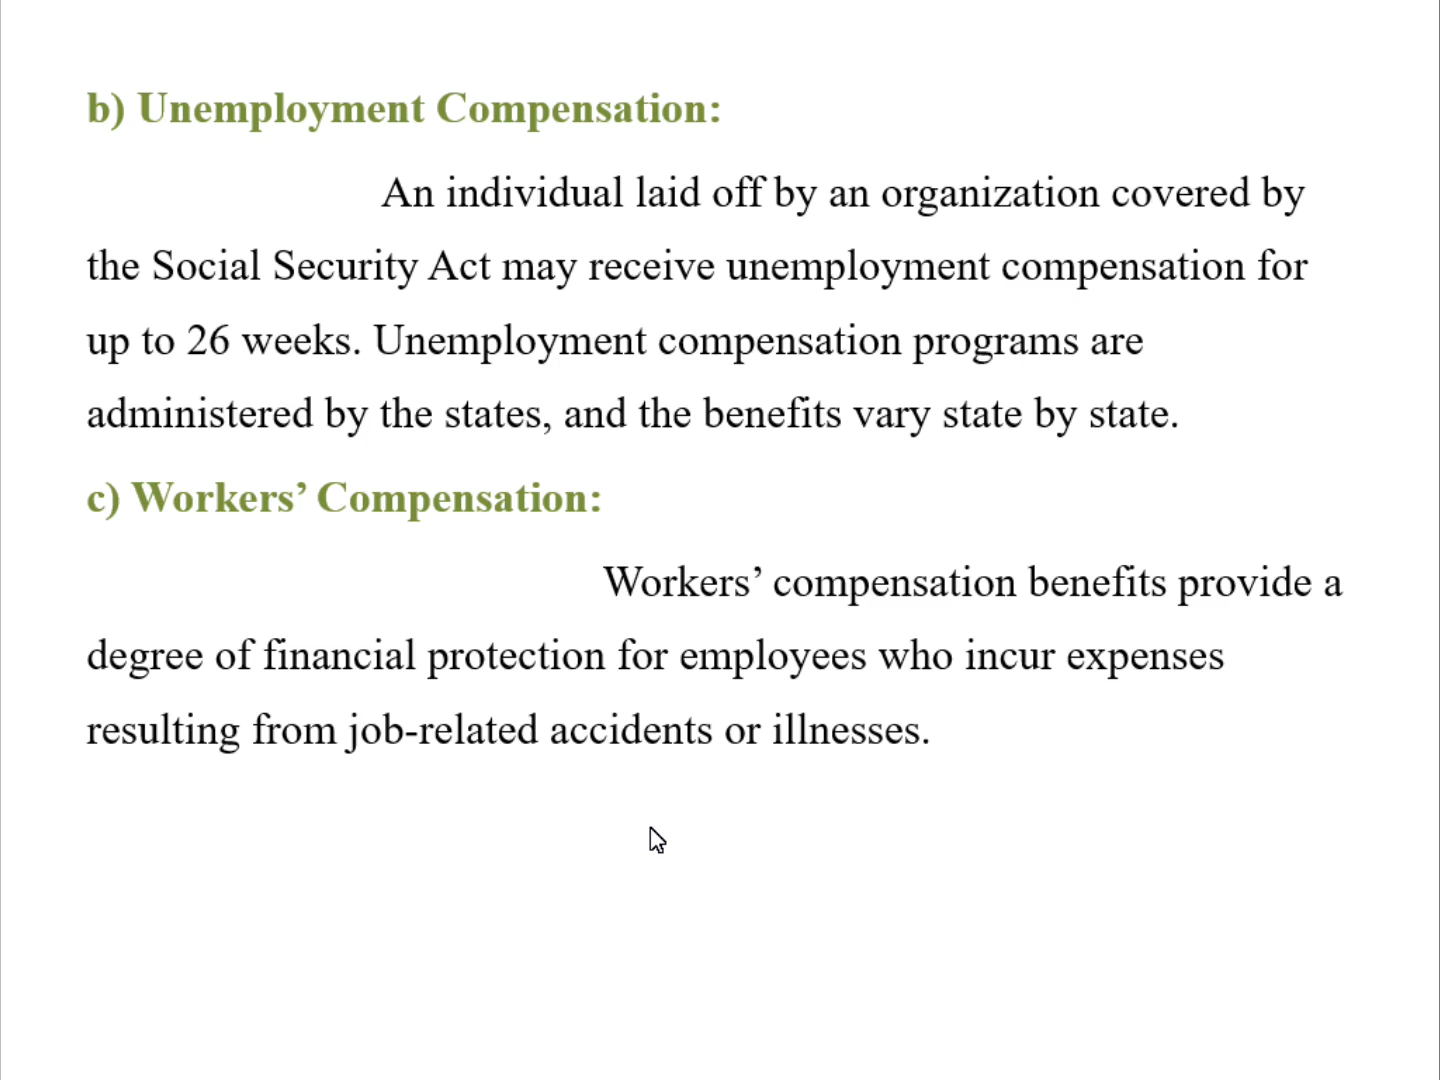 b) Unemployment Compensation:
An individual laid off by an organization covered by
the Social Security Act may receive unemployment compensation for
up to 26 weeks. Unemployment compensation programs are
administered by the states, and the benefits vary state by state.
c) Workers’ Compensation:
Workers’ compensation benefits provide a
degree of financial protection for employees who incur expenses
resulting from job-related accidents or illnesses.